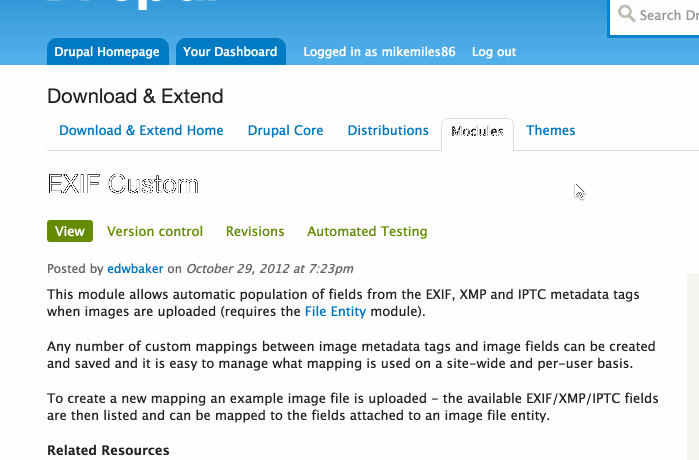 Drupal
Search Dr
Drupal Homepage Your Dashboard Logged in as mikemiles86 Log out
Download & Extend
Download & Extend Home Drupal Core Distributions Modules Themes
EXIF Custom
View Version control Revisions Automated Testing
Posted by edwbaker on October 29, 2012 at 7:23pm
This module allows automatic population of fields from the EXIF, XMP and IPTC metadata tags
when images are uploaded (requires the File Entity module).
Any number of custom mappings between image metadata tags and image fields can be created
and saved and it is easy to manage what mapping is used on a site-wide and per-user basis.
To create a new mapping an example image file is uploaded - the available EXIF/XMP/IPTC fields
are then listed and can be mapped to the fields attached to an image file entity.
Related Resources